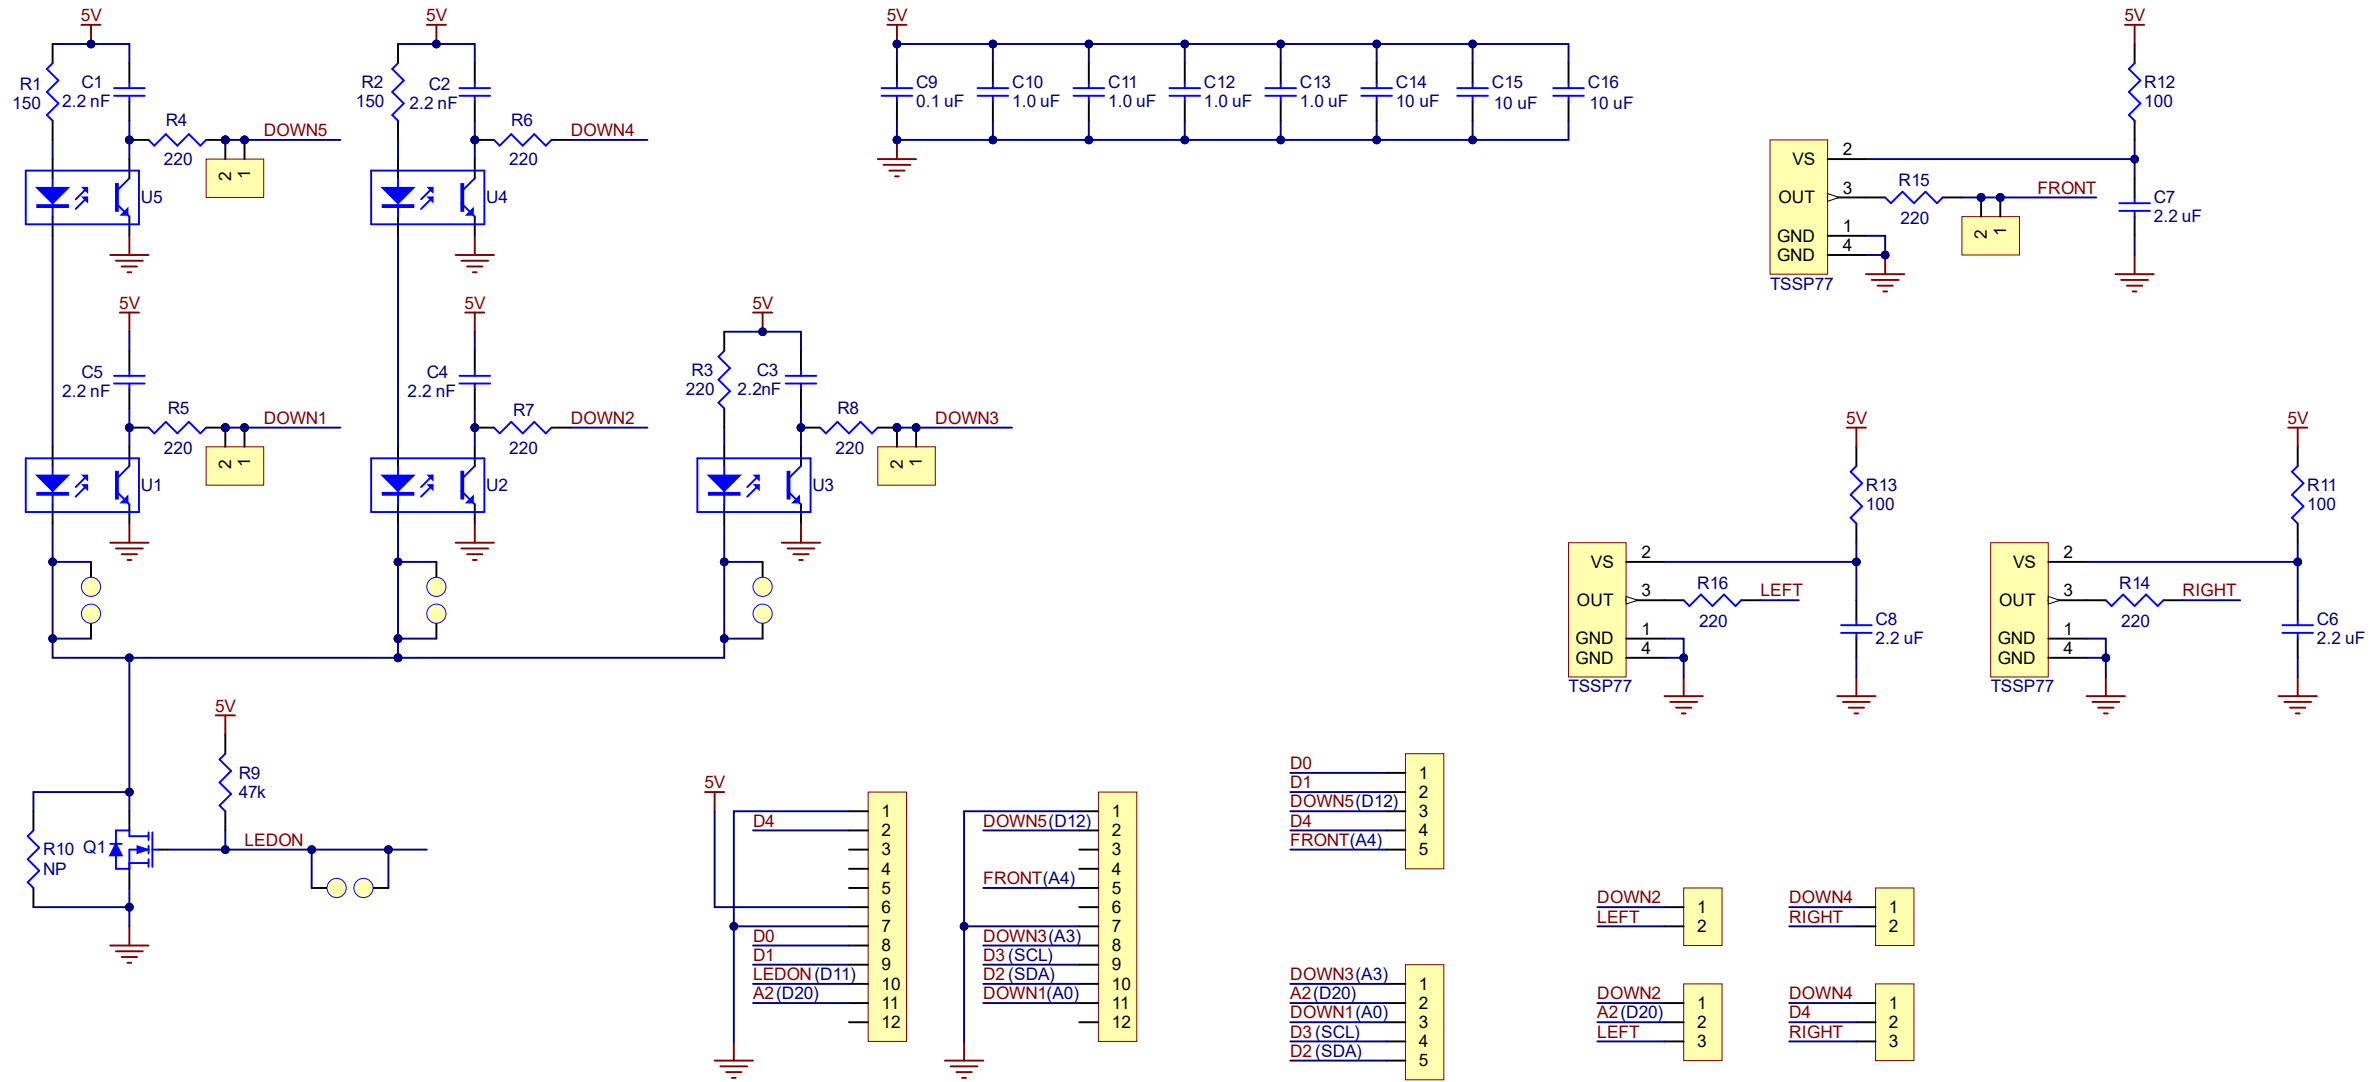 5V
R1
150
C1
2.2 nF
R4
220
DOWN5
2 1
U5
5V
R2
150
C2
2.2 nF
R6
220
DOWN4
U4
5V
C9
0.1 uF
C10
1.0 uF
C11
1.0 uF
C12
1.0 uF
C13
1.0 uF
C14
10 uF
C15
10 uF
C16
10 uF
5V
R12
100
VS 2
OUT 3
GND 1
GND 4
TSSP77
R15
220
FRONT
2 1
C7
2.2 uF
5V
C5
2.2 nF
R5
220
DOWN1
2 1
U1
5V
C4
2.2 nF
R7
220
DOWN2
U2
5V
R3
220
C3
2.2nF
R8
220
DOWN3
2 1
U3
5V
R13
100
VS 2
OUT 3
GND 1
GND 4
TSSP77
R16
220
LEFT
C8
2.2 uF
5V
R11
100
VS 2
OUT 3
GND 1
GND 4
TSSP77
R14
220
RIGHT
C6
2.2 uF
5V
R9
47k
LEDON
R10
NP
Q1
5V
1
D4 2
3
4
5
6
7
D0 8
D1 9
LEDON (D11) 10
A2 (D20) 11
12
1
DOWN5(D12) 2
3
4
FRONT(A4) 5
6
7
DOWN3(A3) 8
D3 (SCL) 9
D2 (SDA) 10
DOWN1(A0) 11
12
D0 1
D1 2
DOWN5(D12) 3
D4 4
FRONT(A4) 5
DOWN3(A3) 1
A2 (D20) 2
DOWN1(A0) 3
D3 (SCL) 4
D2 (SDA) 5
DOWN2 1
LEFT 2
DOWN4 1
RIGHT 2
DOWN2 1
A2 (D20) 2
LEFT 3
DOWN4 1
D4 2
RIGHT 3